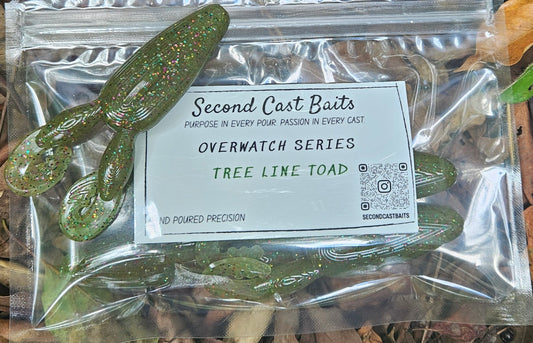 Second Cast Baits
PURPOSE IN EVERY POUR. PASSION IN EVERY CAST
OVERWATCH SERIES
TREE LINE TOAD
ND POURED PRECISION
SECONDCASTBAITS